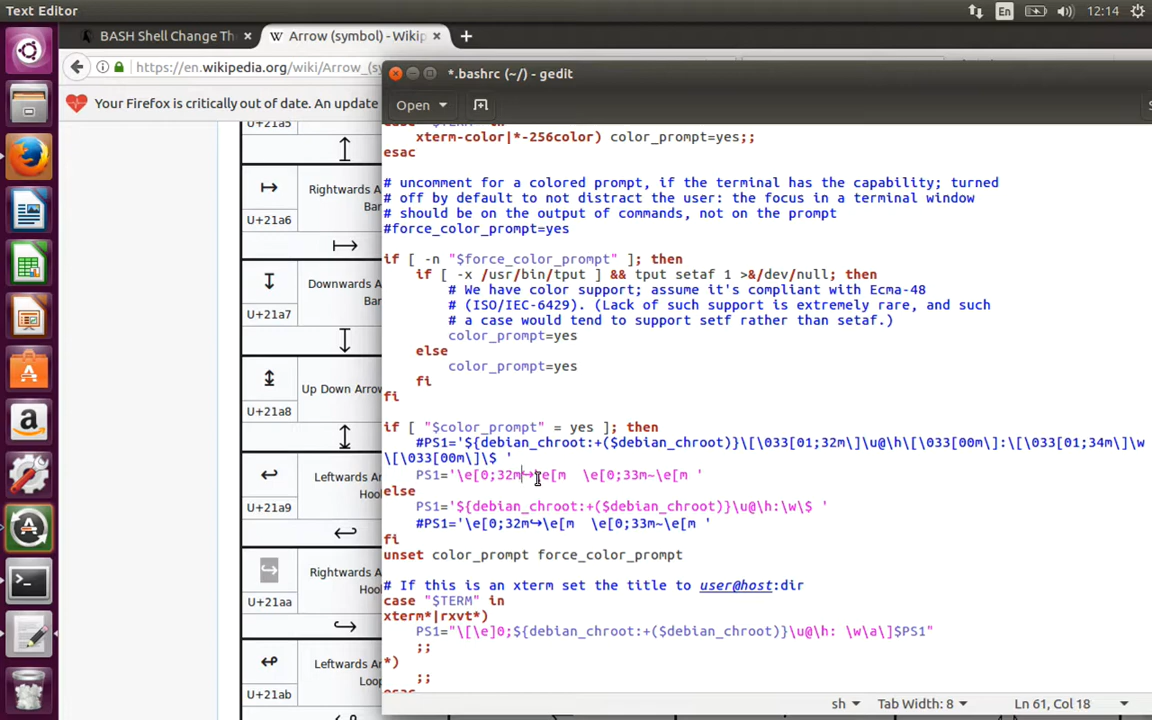 Text Editor
En
12:14
BASH Shell Change Th
Arrow (symbol) - Wikip
https://en.wikipedia.org/wiki/Arrow_(sy
Your Firefox is critically out of date. An update
U+21a5
↥
↦
Rightwards A
Bar
U+21a6
↦
↧
Downwards A
Bar
U+21a7
↧
↨
Up Down Arrow
U+21a8
↨
↩
Leftwards A
Hook
U+21a9
↩
↪
Rightwards A
Hook
U+21aa
↪
↫
Leftwards A
Loop
U+21ab
*.bashrc (~/) - gedit
Open
xterm-color|*-256color) color_prompt=yes;;
esac
# uncomment for a colored prompt, if the terminal has the capability; turned
# off by default to not distract the user: the focus in a terminal window
# should be on the output of commands, not on the prompt
#force_color_prompt=yes
if [ -n "$force_color_prompt" ]; then
if [ -x /usr/bin/tput ] && tput setaf 1 >&/dev/null; then
# We have color support; assume it's compliant with Ecma-48
# (ISO/IEC-6429). (Lack of such support is extremely rare, and such
# a case would tend to support setf rather than setaf.)
color_prompt=yes
else
color_prompt=yes
fi
fi
if [ "$color_prompt" = yes ]; then
#PS1='${debian_chroot:+($debian_chroot)}\[\033[01;32m\]\u@\h\[\033[00m\]:\[\033[01;34m\]\w
\[\033[00m\]\$ '
PS1='\e[0;32m↪\e[m  \e[0;33m~\e[m '
else
PS1='${debian_chroot:+($debian_chroot)}\u@\h:\w\$ '
#PS1='\e[0;32m↪\e[m  \e[0;33m~\e[m '
fi
unset color_prompt force_color_prompt
# If this is an xterm set the title to user@host:dir
case "$TERM" in
xterm*|rxvt*)
PS1="\[\e]0;${debian_chroot:+($debian_chroot)}\u@\h: \w\a\]$PS1"
;;
*)
;;
esac
sh
Tab Width: 8
Ln 61, Col 18